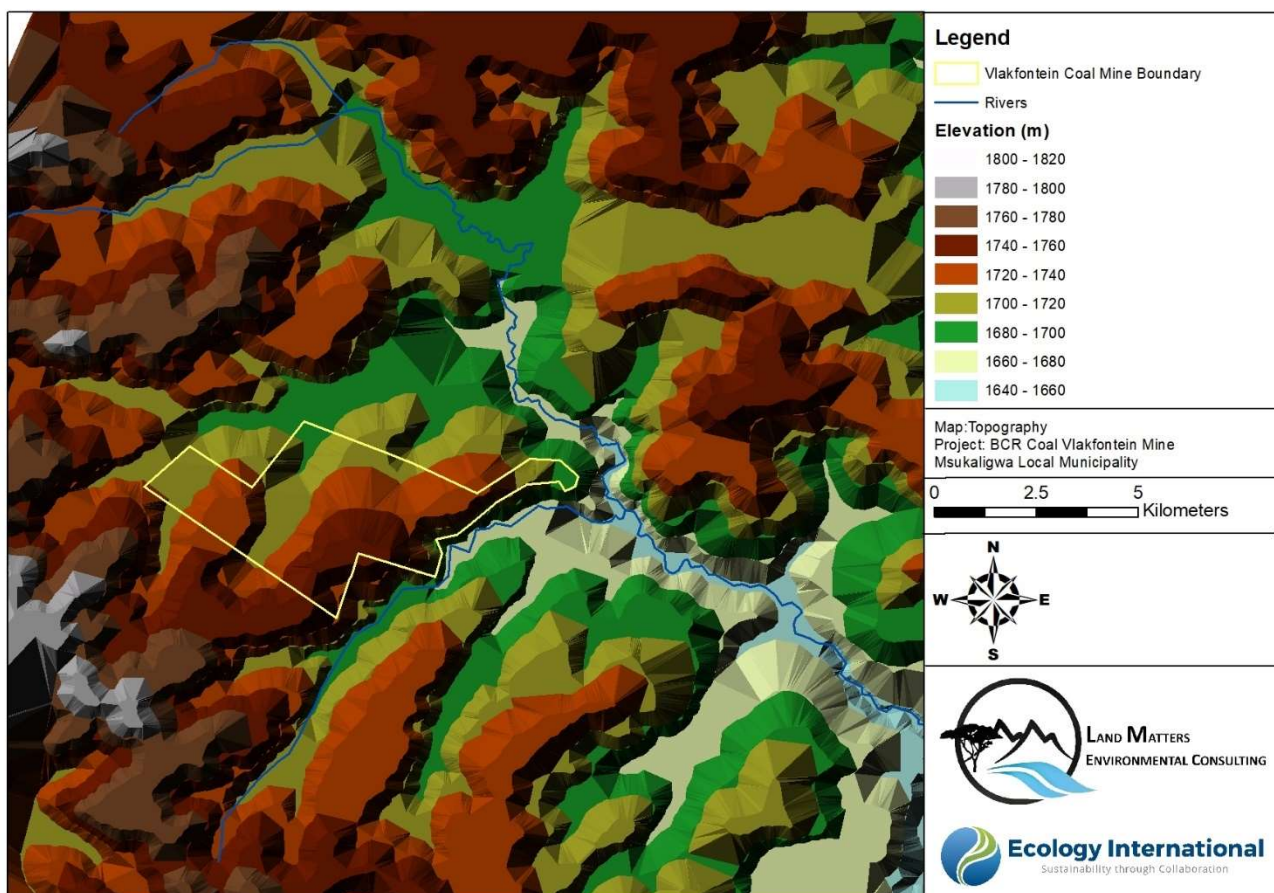 Legend
Vlakfontein Coal Mine Boundary
Rivers
Elevation (m)
1800 - 1820
1780 - 1800
1760 - 1780
1740 - 1760
1720 - 1740
1700 - 1720
1680 - 1700
1660 - 1680
1640 - 1660
Map:Topography
Project: BCR Coal Vlakfontein Mine
Msukaligwa Local Municipality
0 2.5 5
Kilometers
N
W E
S
LAND MATTERS
ENVIRONMENTAL CONSULTING
Ecology International
Sustainability through Collaboration